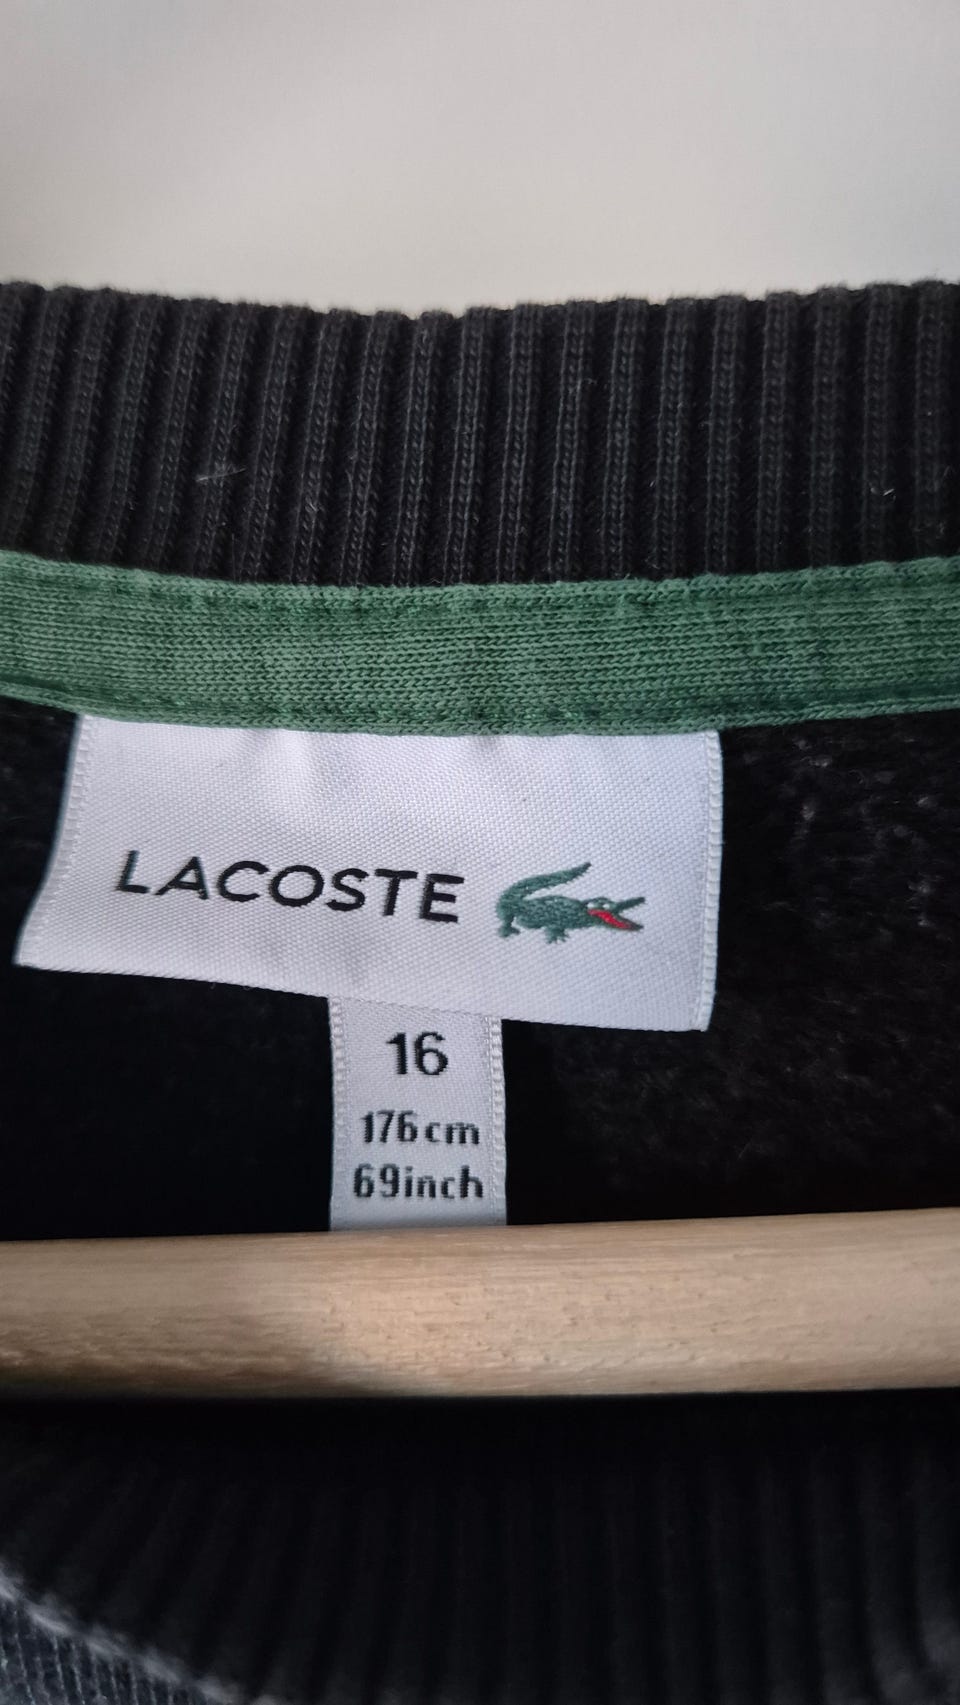 LACOSTE
16
176cm
69inch